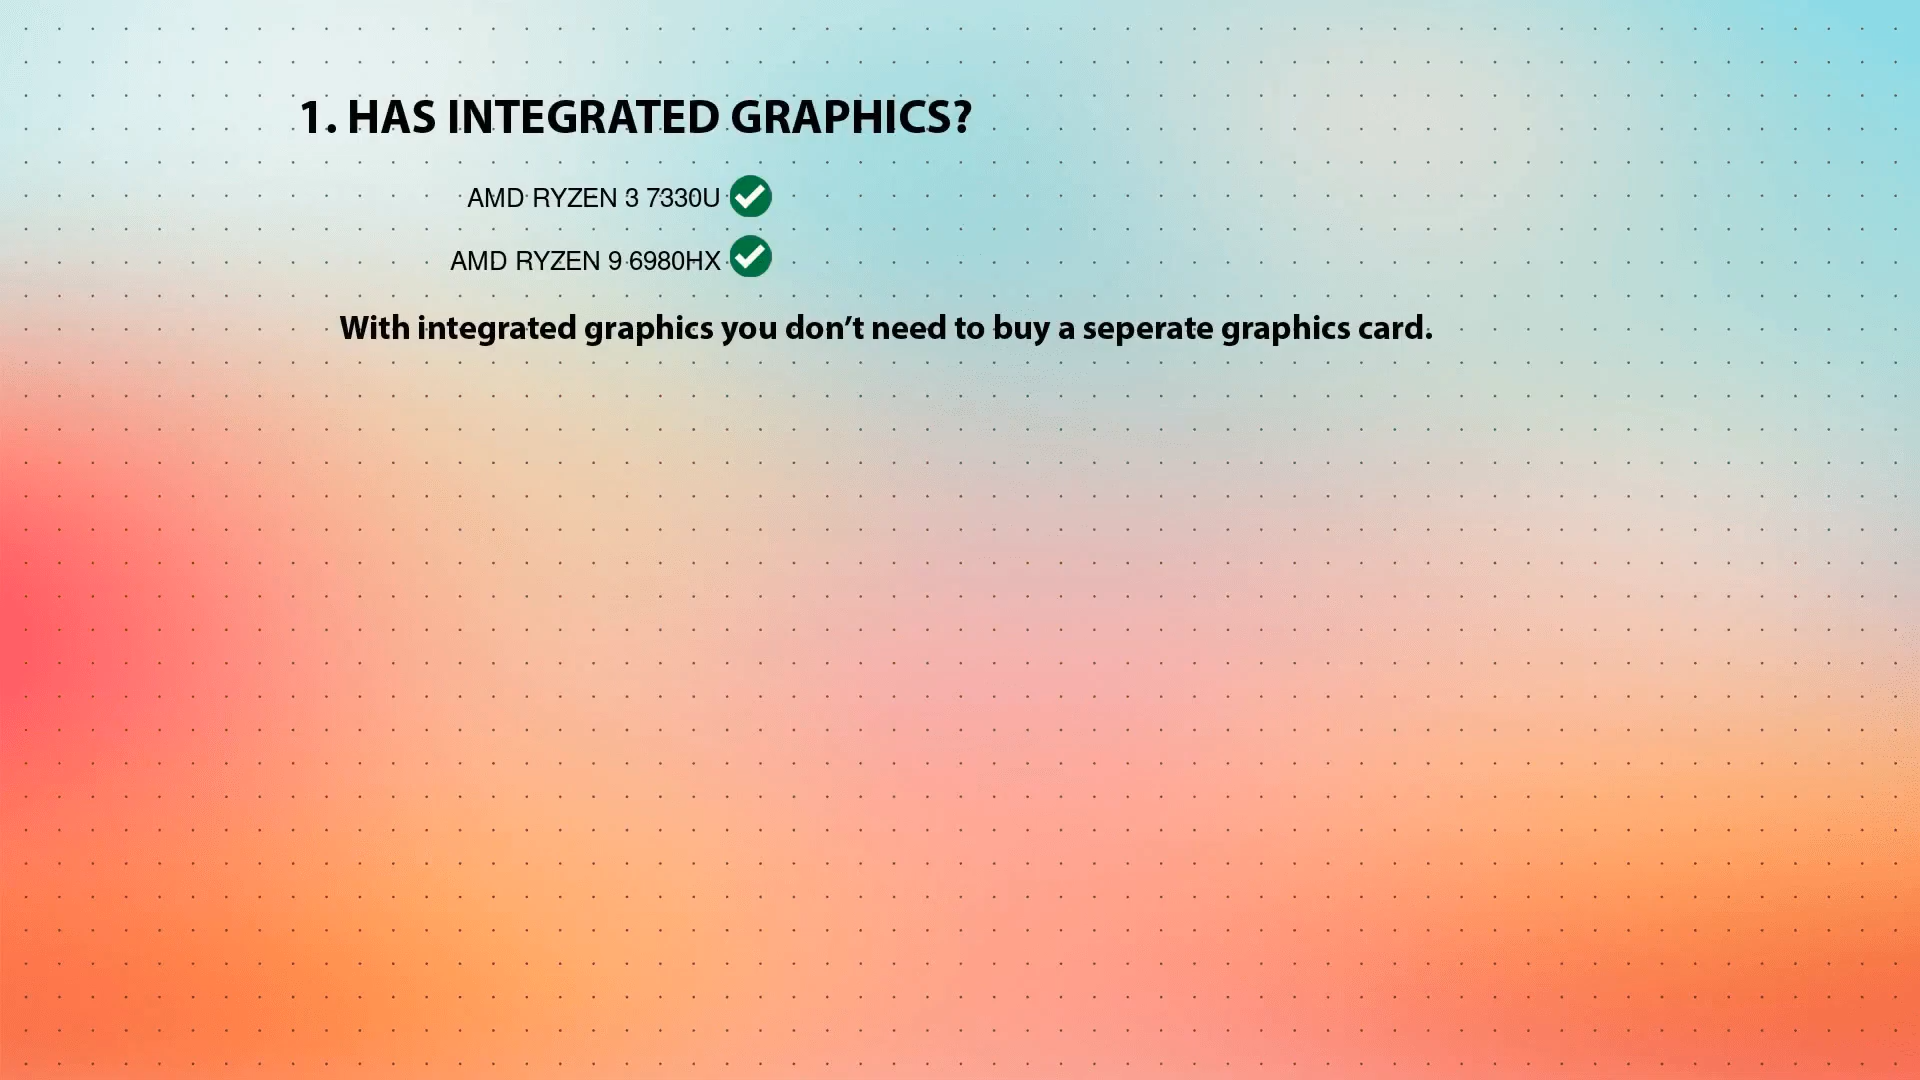 1. HAS INTEGRATED GRAPHICS?
AMD RYZEN 3 7330U
AMD RYZEN 9 6980HX
With integrated graphics you don’t need to buy a seperate graphics card.